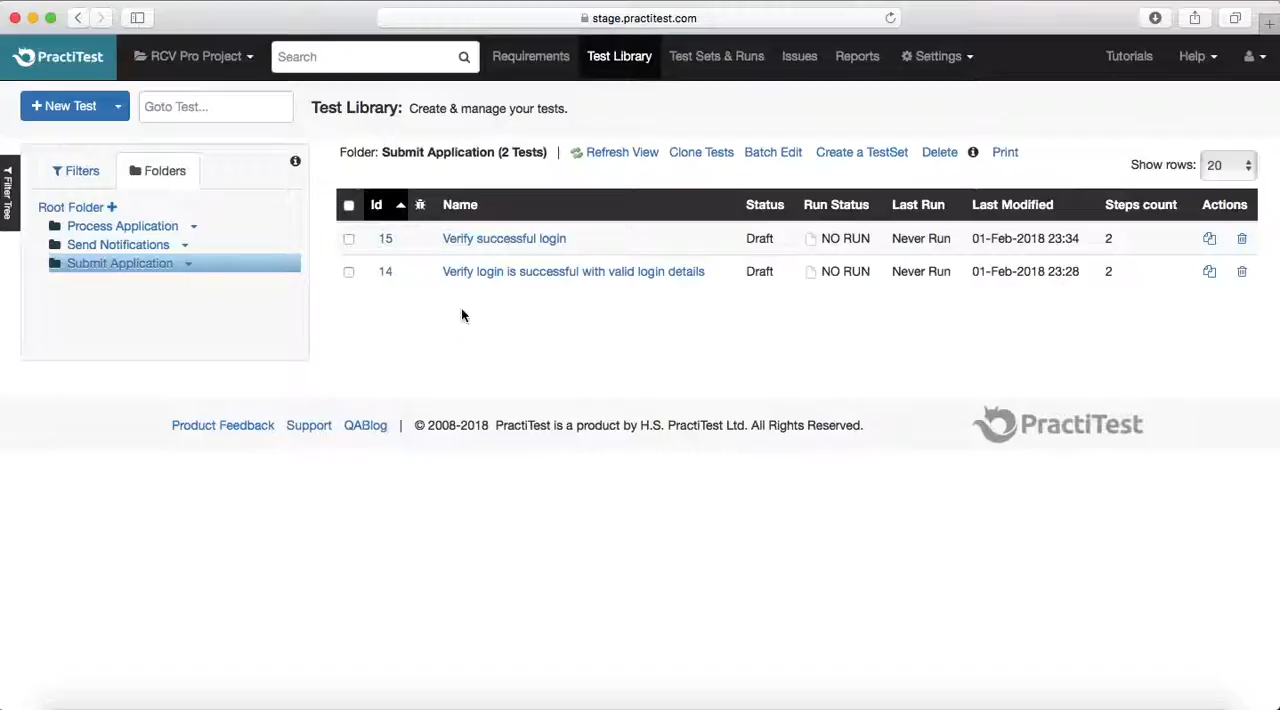 stage.practitest.com
PractiTest
RCV Pro Project
Search
Requirements
Test Library
Test Sets & Runs
Issues
Reports
Settings
Tutorials
Help
+ New Test
Goto Test...
Test Library: Create & manage your tests.
Filter Tree
Filters
Folders
Root Folder
Process Application
Send Notifications
Submit Application
Folder: Submit Application (2 Tests) | Refresh View Clone Tests Batch Edit Create a TestSet Delete Print
Show rows: 20
Id Name Status Run Status Last Run Last Modified Steps count Actions
15 Verify successful login Draft NO RUN Never Run 01-Feb-2018 23:34 2
14 Verify login is successful with valid login details Draft NO RUN Never Run 01-Feb-2018 23:28 2
Product Feedback Support QABlog | © 2008-2018 PractiTest is a product by H.S. PractiTest Ltd. All Rights Reserved.
PractiTest